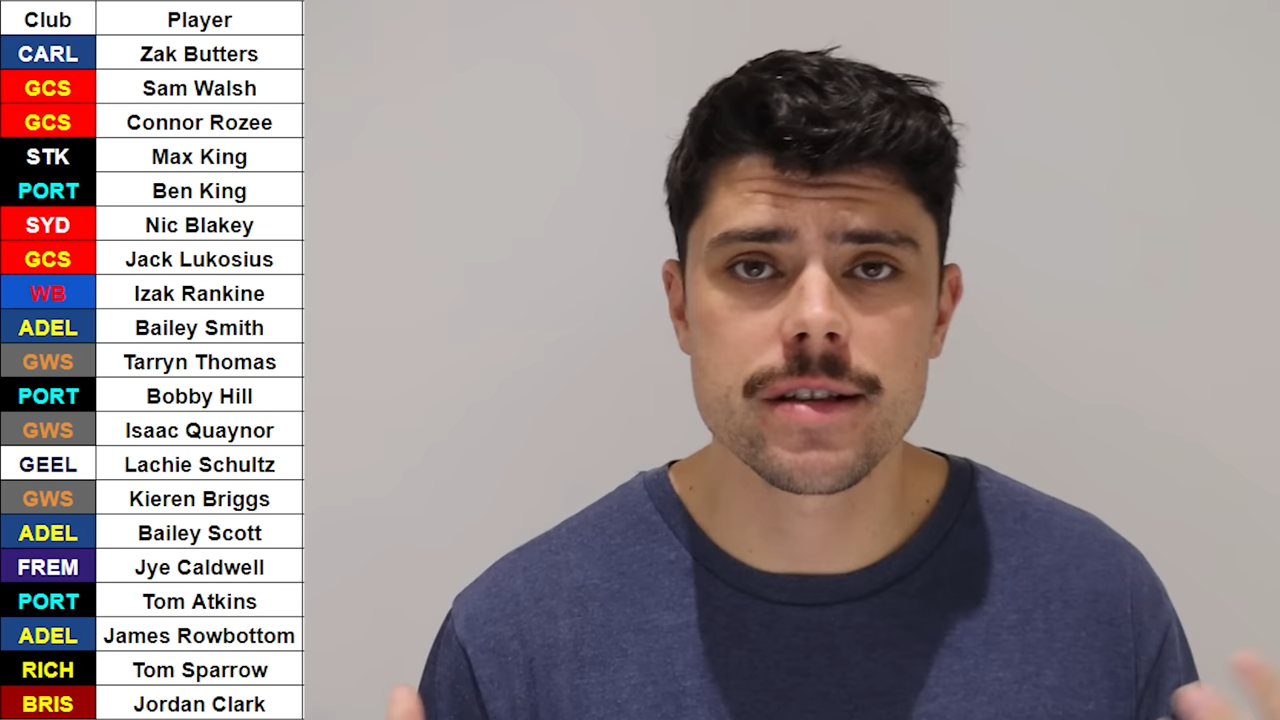 Club Player
CARL Zak Butters
GCS Sam Walsh
GCS Connor Rozee
STK Max King
PORT Ben King
SYD Nic Blakey
GCS Jack Lukosius
WB Izak Rankine
ADEL Bailey Smith
GWS Tarryn Thomas
PORT Bobby Hill
GWS Isaac Quaynor
GEEL Lachie Schultz
GWS Kieren Briggs
ADEL Bailey Scott
FREM Jye Caldwell
PORT Tom Atkins
ADEL James Rowbottom
RICH Tom Sparrow
BRIS Jordan Clark